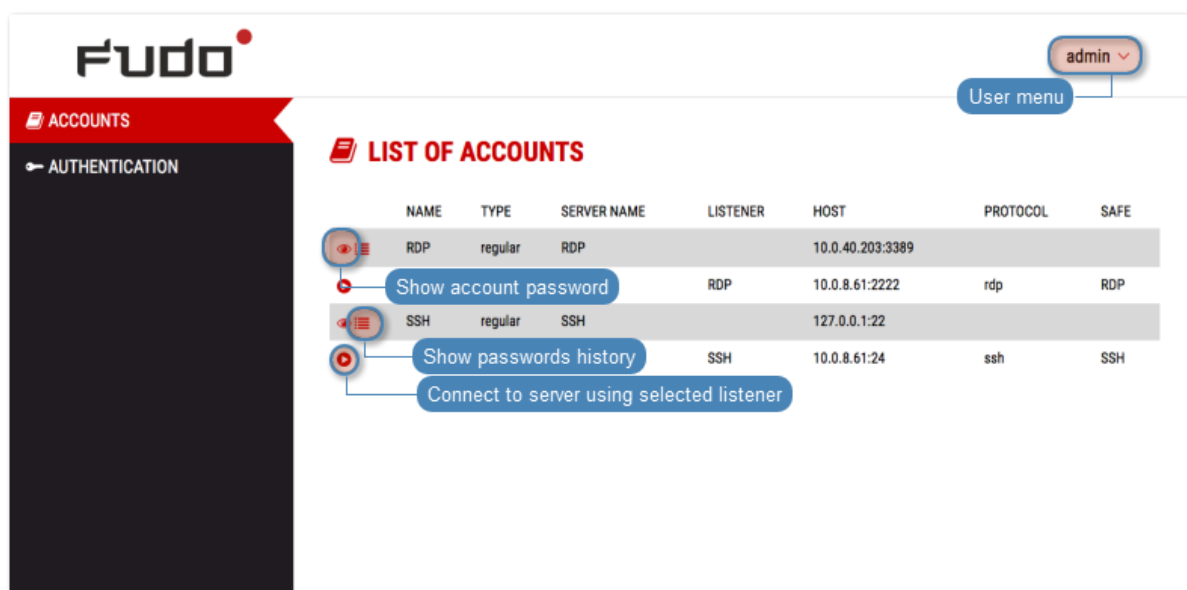 Fudo
admin
User menu
ACCOUNTS
AUTHENTICATION
LIST OF ACCOUNTS
NAME TYPE SERVER NAME LISTENER HOST PROTOCOL SAFE
RDP regular RDP 10.0.40.203:3389
Show account password
RDP 10.0.8.61:2222 rdp RDP
SSH regular SSH 127.0.0.1:22
Show passwords history
SSH 10.0.8.61:24 ssh SSH
Connect to server using selected listener